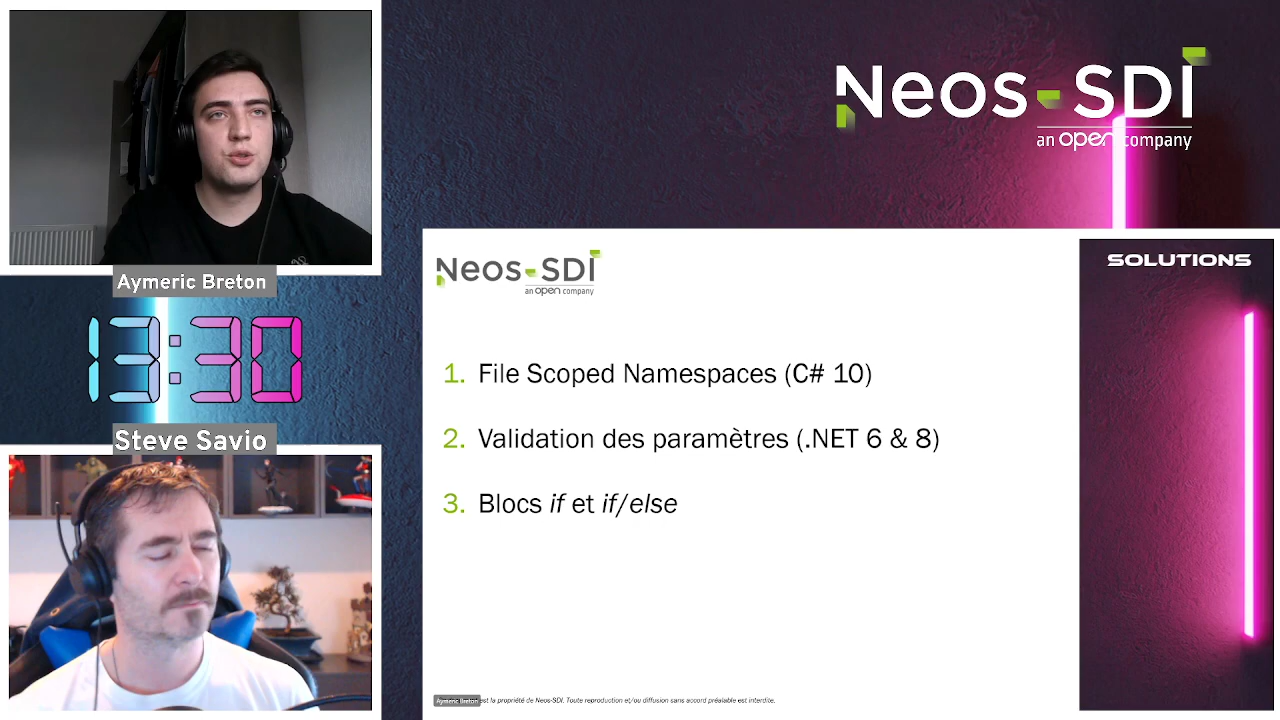 Neos-SDI
an open company
Aymeric Breton
13:30
Steve Savio
Neos-SDI
an open company
SOLUTIONS
1. File Scoped Namespaces (C# 10)
2. Validation des paramètres (.NET 6 & 8)
3. Blocs if et if/else
Aymeric Breton
est la propriété de Neos-SDI. Toute reproduction et/ou diffusion sans accord préalable est interdite.